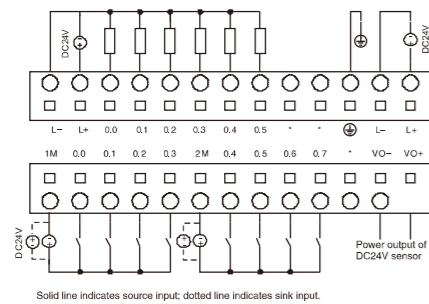 DC24V
DC24V
L- L+ 0.0 0.1 0.2 0.3 0.4 0.5 * * L- L+
1M 0.0 0.1 0.2 0.3 2M 0.4 0.5 0.6 0.7 * VO- VO+
DC24V
Power output of
DC24V sensor
Solid line indicates source input; dotted line indicates sink input.